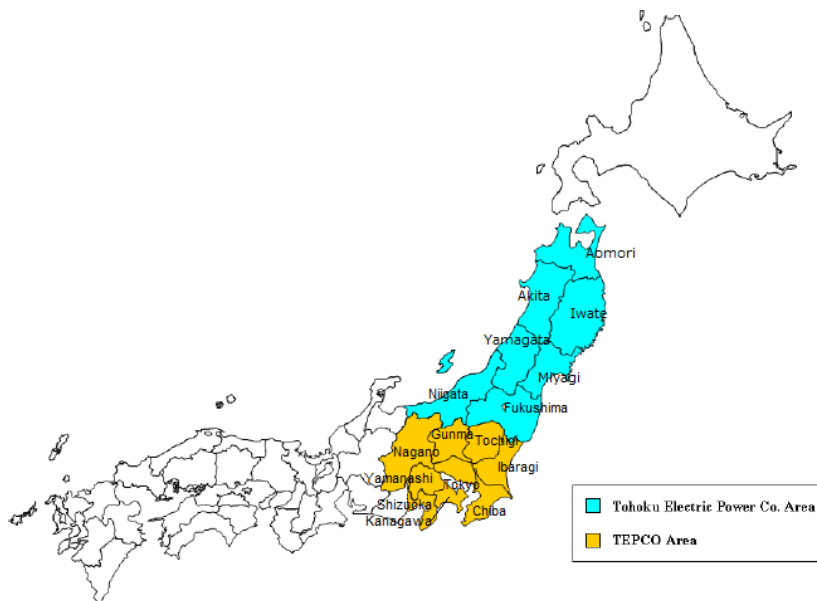 Aomori
Akita
Iwate
Yamagata
Miyagi
Niigata
Fukushima
Gunma
Tochigi
Nagano
Ibaragi
Yamanashi
Tokyo
Shizuoka
Chiba
Kanagawa
Tohoku Electric Power Co. Area
TEPCO Area